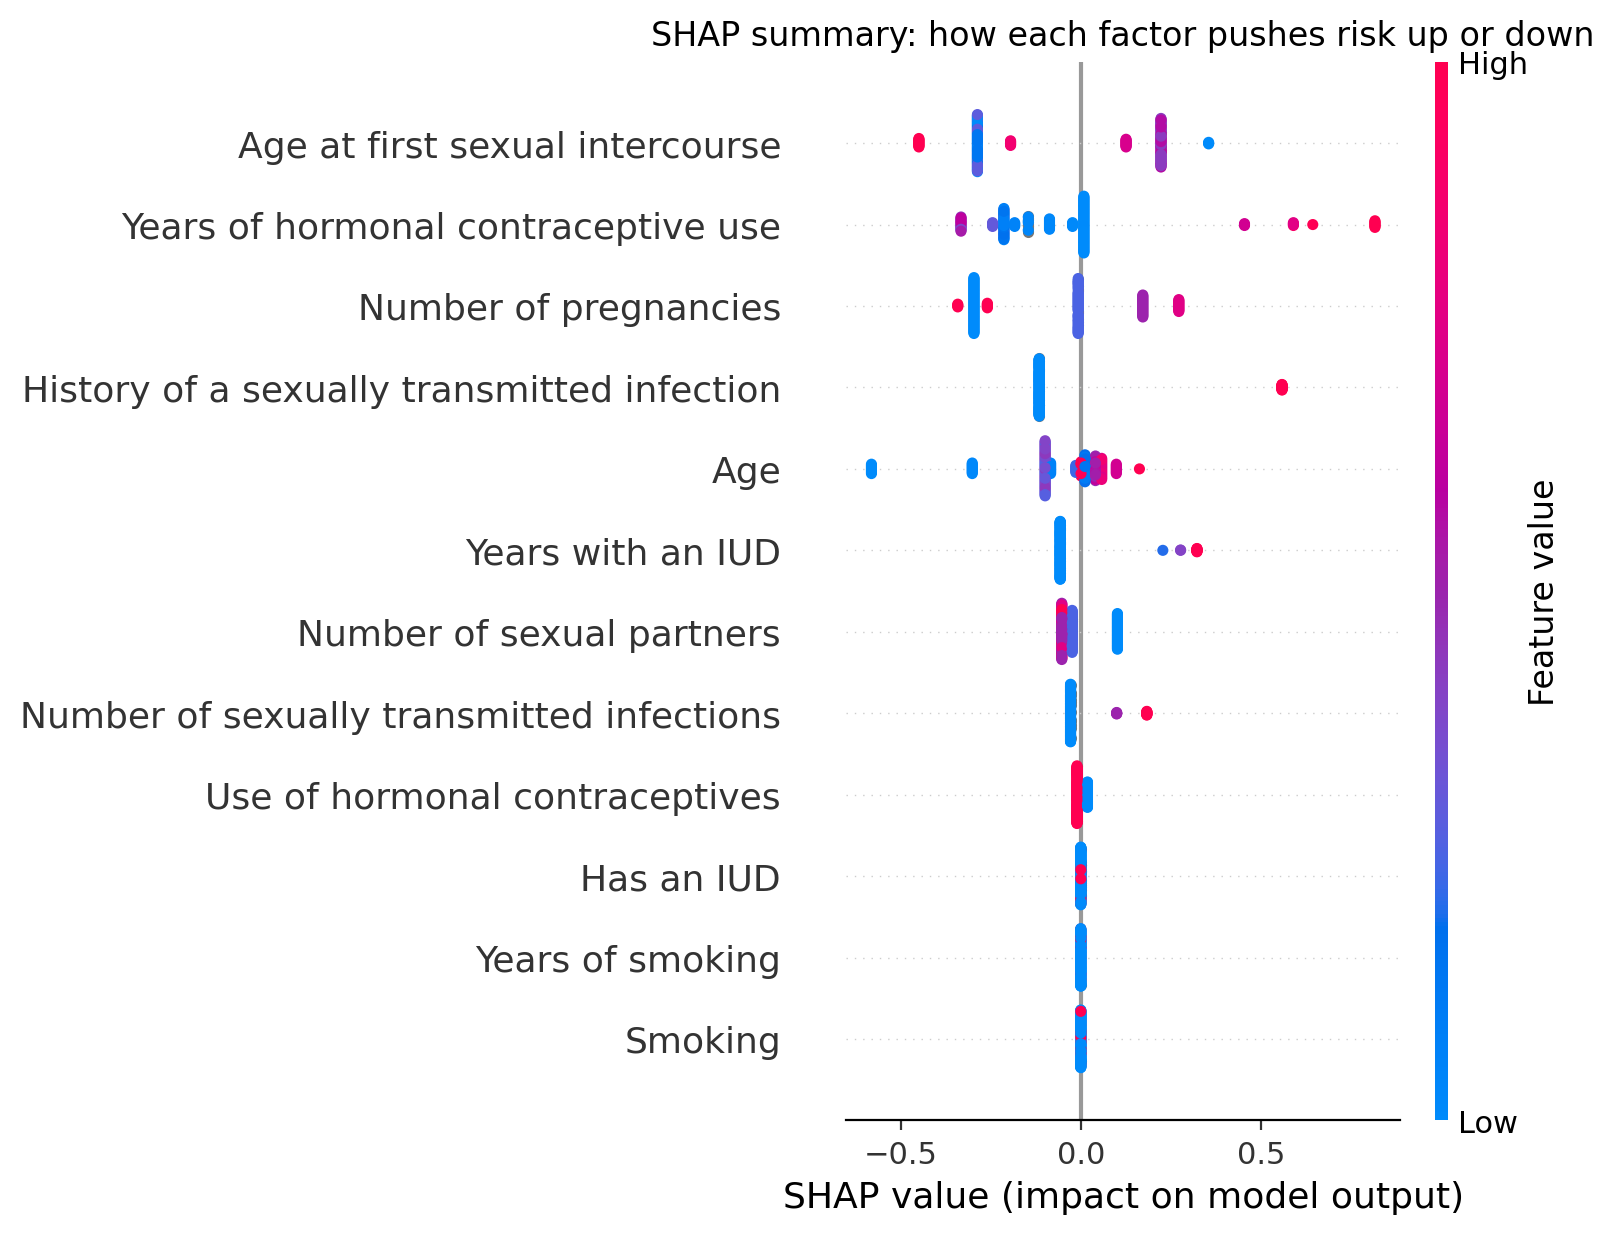 SHAP summary: how each factor pushes risk up or down
High
Age at first sexual intercourse
Years of hormonal contraceptive use
Number of pregnancies
History of a sexually transmitted infection
Age
Years with an IUD
Number of sexual partners
Number of sexually transmitted infections
Use of hormonal contraceptives
Has an IUD
Years of smoking
Smoking
Feature value
Low
−0.5 0.0 0.5
SHAP value (impact on model output)